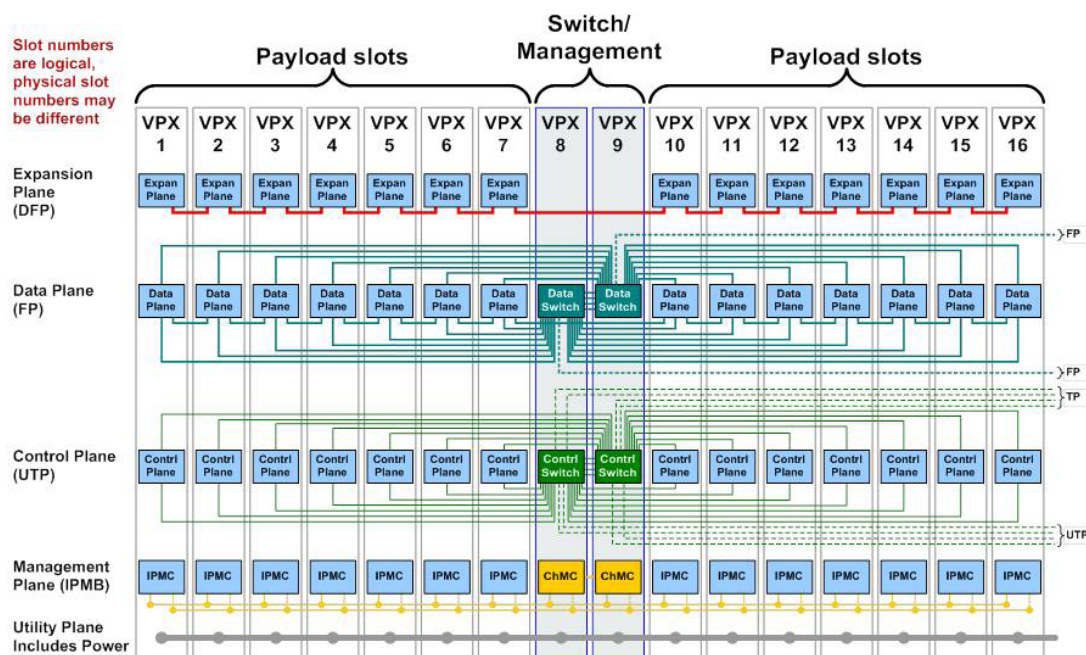 Switch/
Management
Slot numbers
are logical,
physical slot
numbers may
be different
Payload slots
Payload slots
VPX VPX VPX VPX VPX VPX VPX VPX VPX VPX VPX VPX VPX VPX VPX VPX
1 2 3 4 5 6 7 8 9 10 11 12 13 14 15 16
Expansion
Plane
(DFP)
Expan Expan Expan Expan Expan Expan Expan Expan Expan Expan Expan Expan Expan Expan
Plane Plane Plane Plane Plane Plane Plane Plane Plane Plane Plane Plane Plane Plane
FP
Data Plane
(FP)
Data Data Data Data Data Data Data Data Data Data Data Data Data Data Data Data
Plane Plane Plane Plane Plane Plane Plane Switch Switch Plane Plane Plane Plane Plane Plane Plane
FP
TP
Control Plane
(UTP)
Contrl Contrl Contrl Contrl Contrl Contrl Contrl Contrl Contrl Contrl Contrl Contrl Contrl Contrl Contrl Contrl
Plane Plane Plane Plane Plane Plane Plane Switch Switch Plane Plane Plane Plane Plane Plane Plane
UTP
Management
Plane (IPMB)
IPMC IPMC IPMC IPMC IPMC IPMC IPMC ChMC ChMC IPMC IPMC IPMC IPMC IPMC IPMC IPMC
Utility Plane
Includes Power